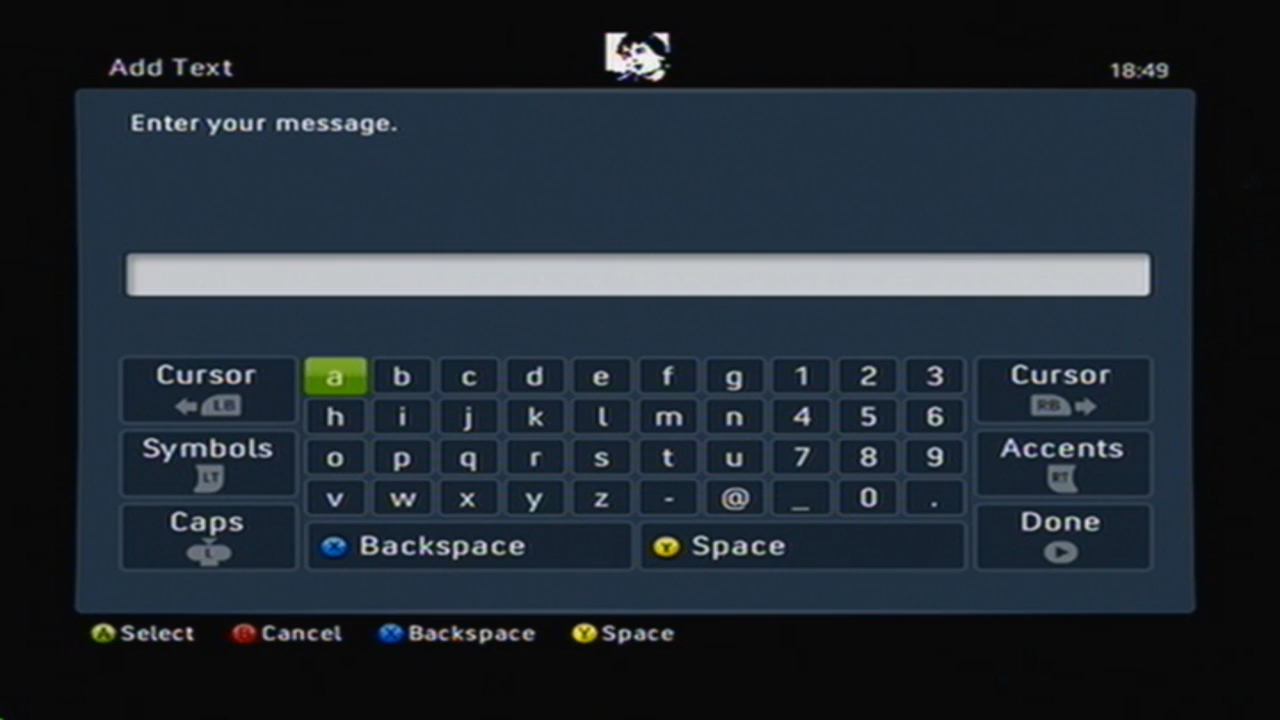 Add Text
18:49
Enter your message.
Cursor a b c d e f g 1 2 3 Cursor
LB RB
h i j k l m n 4 5 6
Symbols o p q r s t u 7 8 9 Accents
LT RT
Caps v w x y z - @ _ 0 . Done
L
X Backspace Y Space
A Select B Cancel X Backspace Y Space